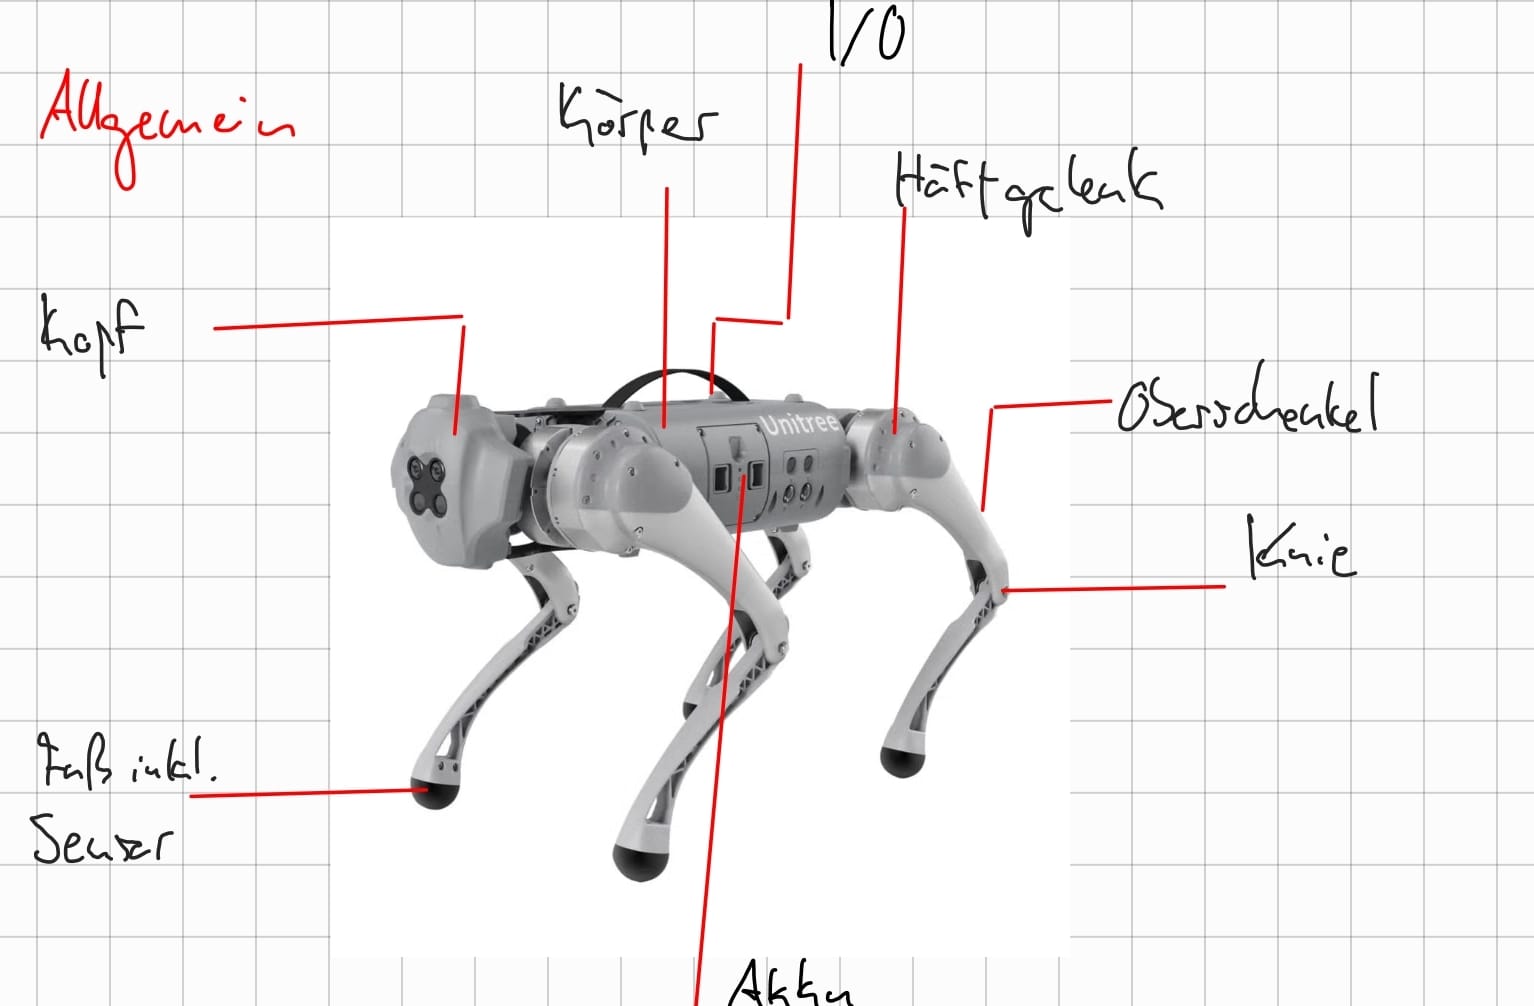 I/O
Allgemein
Körper
Hüftgelenk
Kopf
Oberschenkel
Unitree
Knie
Fuß inkl.
Sensor
Akku